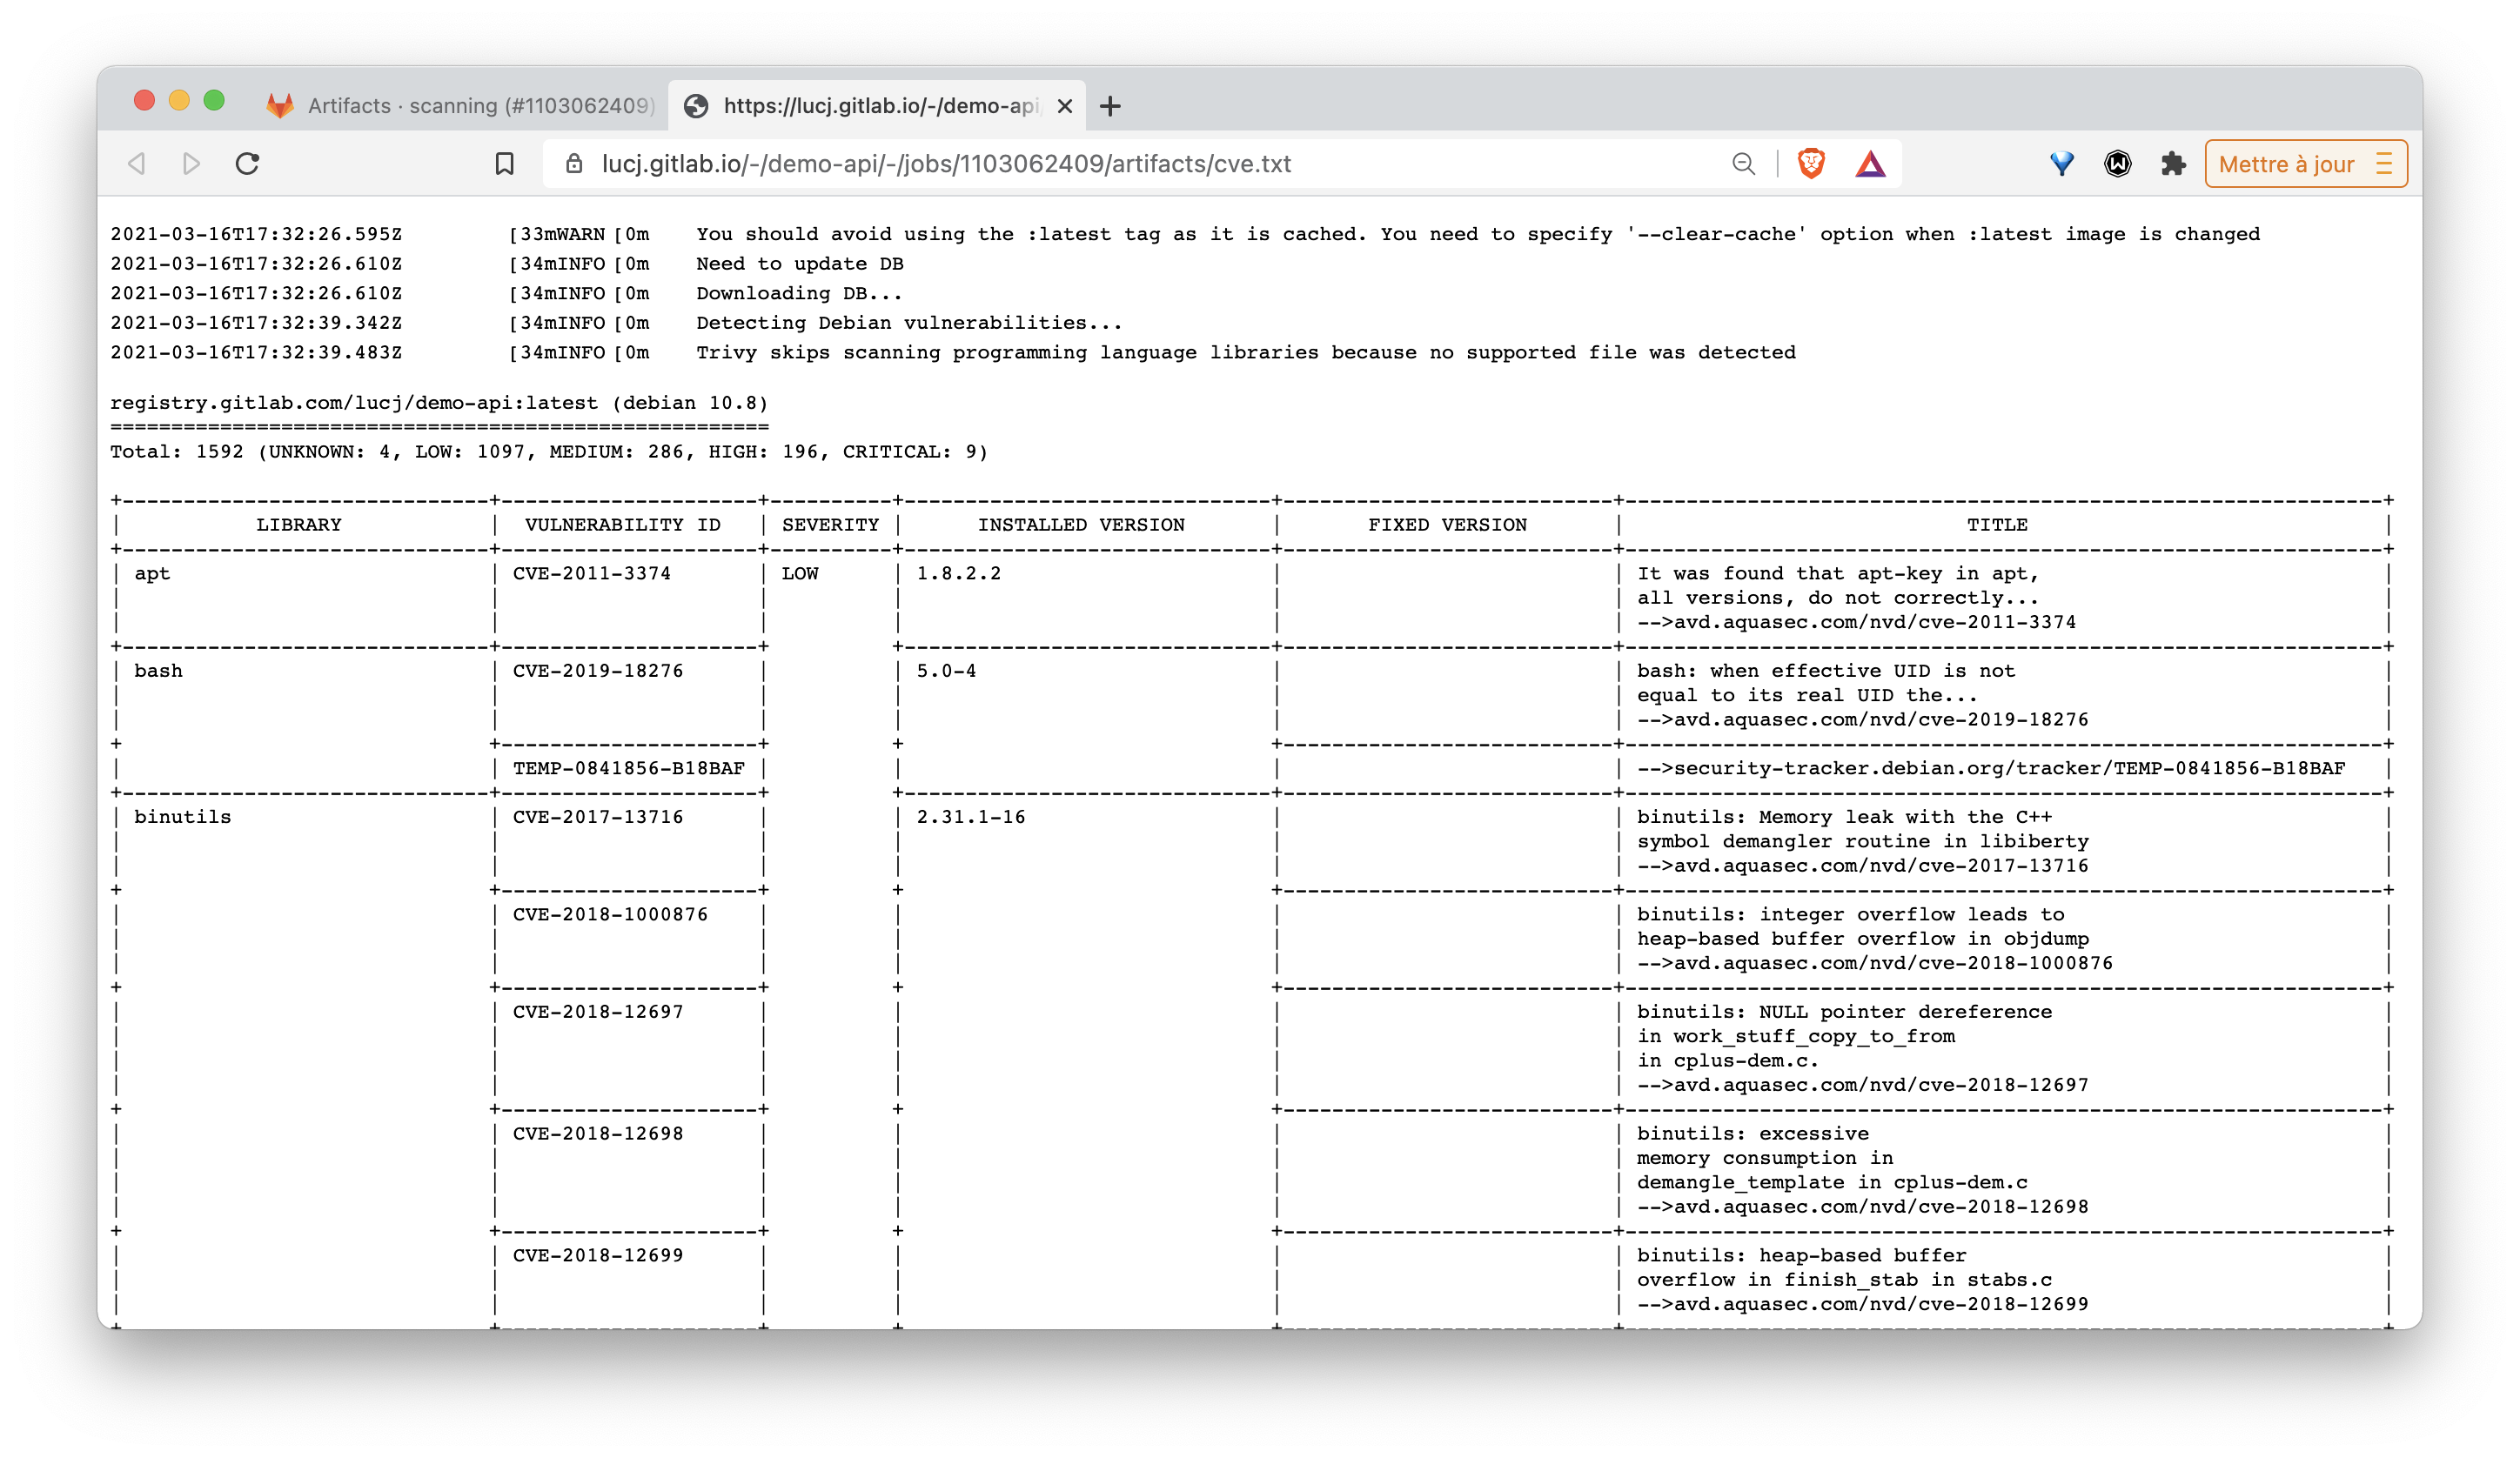 Artifacts · scanning (#1103062409)
https://lucj.gitlab.io/-/demo-api
lucj.gitlab.io/-/demo-api/-/jobs/1103062409/artifacts/cve.txt
Mettre à jour
2021-03-16T17:32:26.595Z [33mWARN [0m You should avoid using the :latest tag as it is cached. You need to specify '--clear-cache' option when :latest image is changed
2021-03-16T17:32:26.610Z [34mINFO [0m Need to update DB
2021-03-16T17:32:26.610Z [34mINFO [0m Downloading DB...
2021-03-16T17:32:39.342Z [34mINFO [0m Detecting Debian vulnerabilities...
2021-03-16T17:32:39.483Z [34mINFO [0m Trivy skips scanning programming language libraries because no supported file was detected
registry.gitlab.com/lucj/demo-api:latest (debian 10.8)
======================================================
Total: 1592 (UNKNOWN: 4, LOW: 1097, MEDIUM: 286, HIGH: 196, CRITICAL: 9)
LIBRARY | VULNERABILITY ID | SEVERITY | INSTALLED VERSION | FIXED VERSION | TITLE
apt | CVE-2011-3374 | LOW | 1.8.2.2 | | It was found that apt-key in apt,
all versions, do not correctly...
-->avd.aquasec.com/nvd/cve-2011-3374
bash | CVE-2019-18276 | | 5.0-4 | | bash: when effective UID is not
equal to its real UID the...
-->avd.aquasec.com/nvd/cve-2019-18276
TEMP-0841856-B18BAF | | | | -->security-tracker.debian.org/tracker/TEMP-0841856-B18BAF
binutils | CVE-2017-13716 | | 2.31.1-16 | | binutils: Memory leak with the C++
symbol demangler routine in libiberty
-->avd.aquasec.com/nvd/cve-2017-13716
CVE-2018-1000876 | | | | binutils: integer overflow leads to
heap-based buffer overflow in objdump
-->avd.aquasec.com/nvd/cve-2018-1000876
CVE-2018-12697 | | | | binutils: NULL pointer dereference
in work_stuff_copy_to_from
in cplus-dem.c.
-->avd.aquasec.com/nvd/cve-2018-12697
CVE-2018-12698 | | | | binutils: excessive
memory consumption in
demangle_template in cplus-dem.c
-->avd.aquasec.com/nvd/cve-2018-12698
CVE-2018-12699 | | | | binutils: heap-based buffer
overflow in finish_stab in stabs.c
-->avd.aquasec.com/nvd/cve-2018-12699